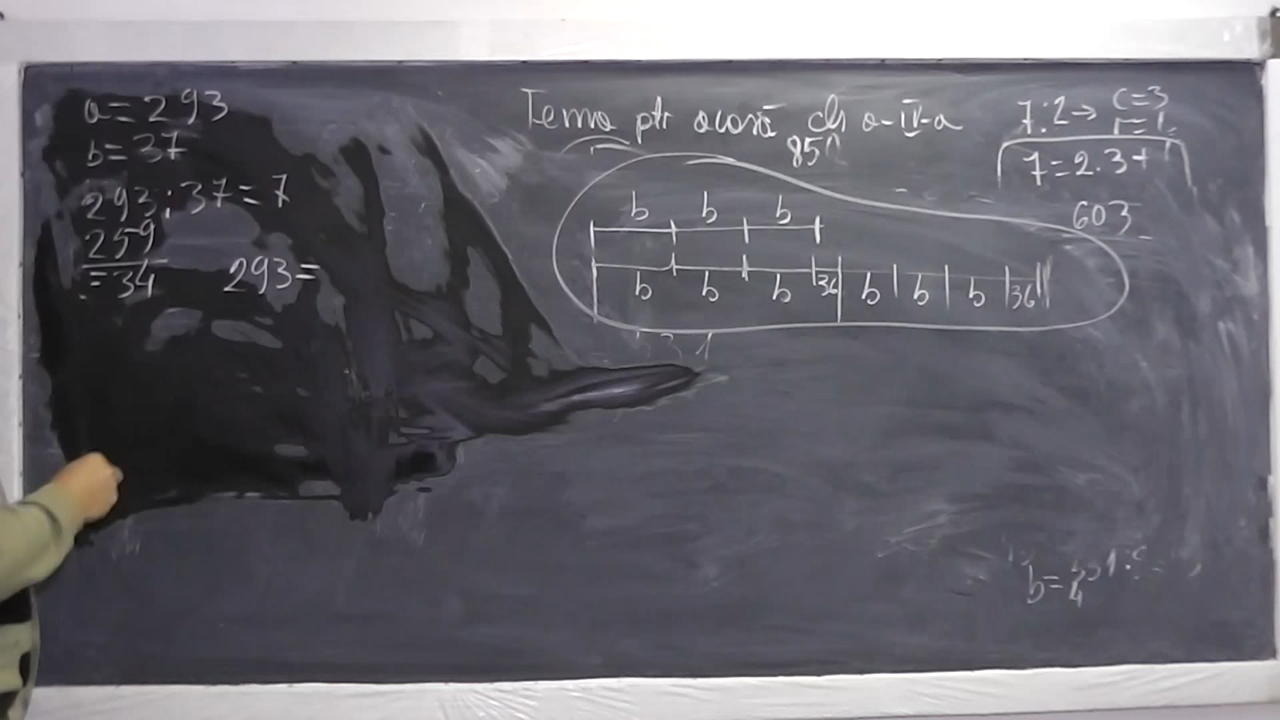 a=293
b=37
293:37=7
259
=34
293=
Tema ptr acasă cls a-IV-a
850
7:2→ c=3
r=1
7=2.3+1
603
b b b
b b b 36 b b b 36
b=